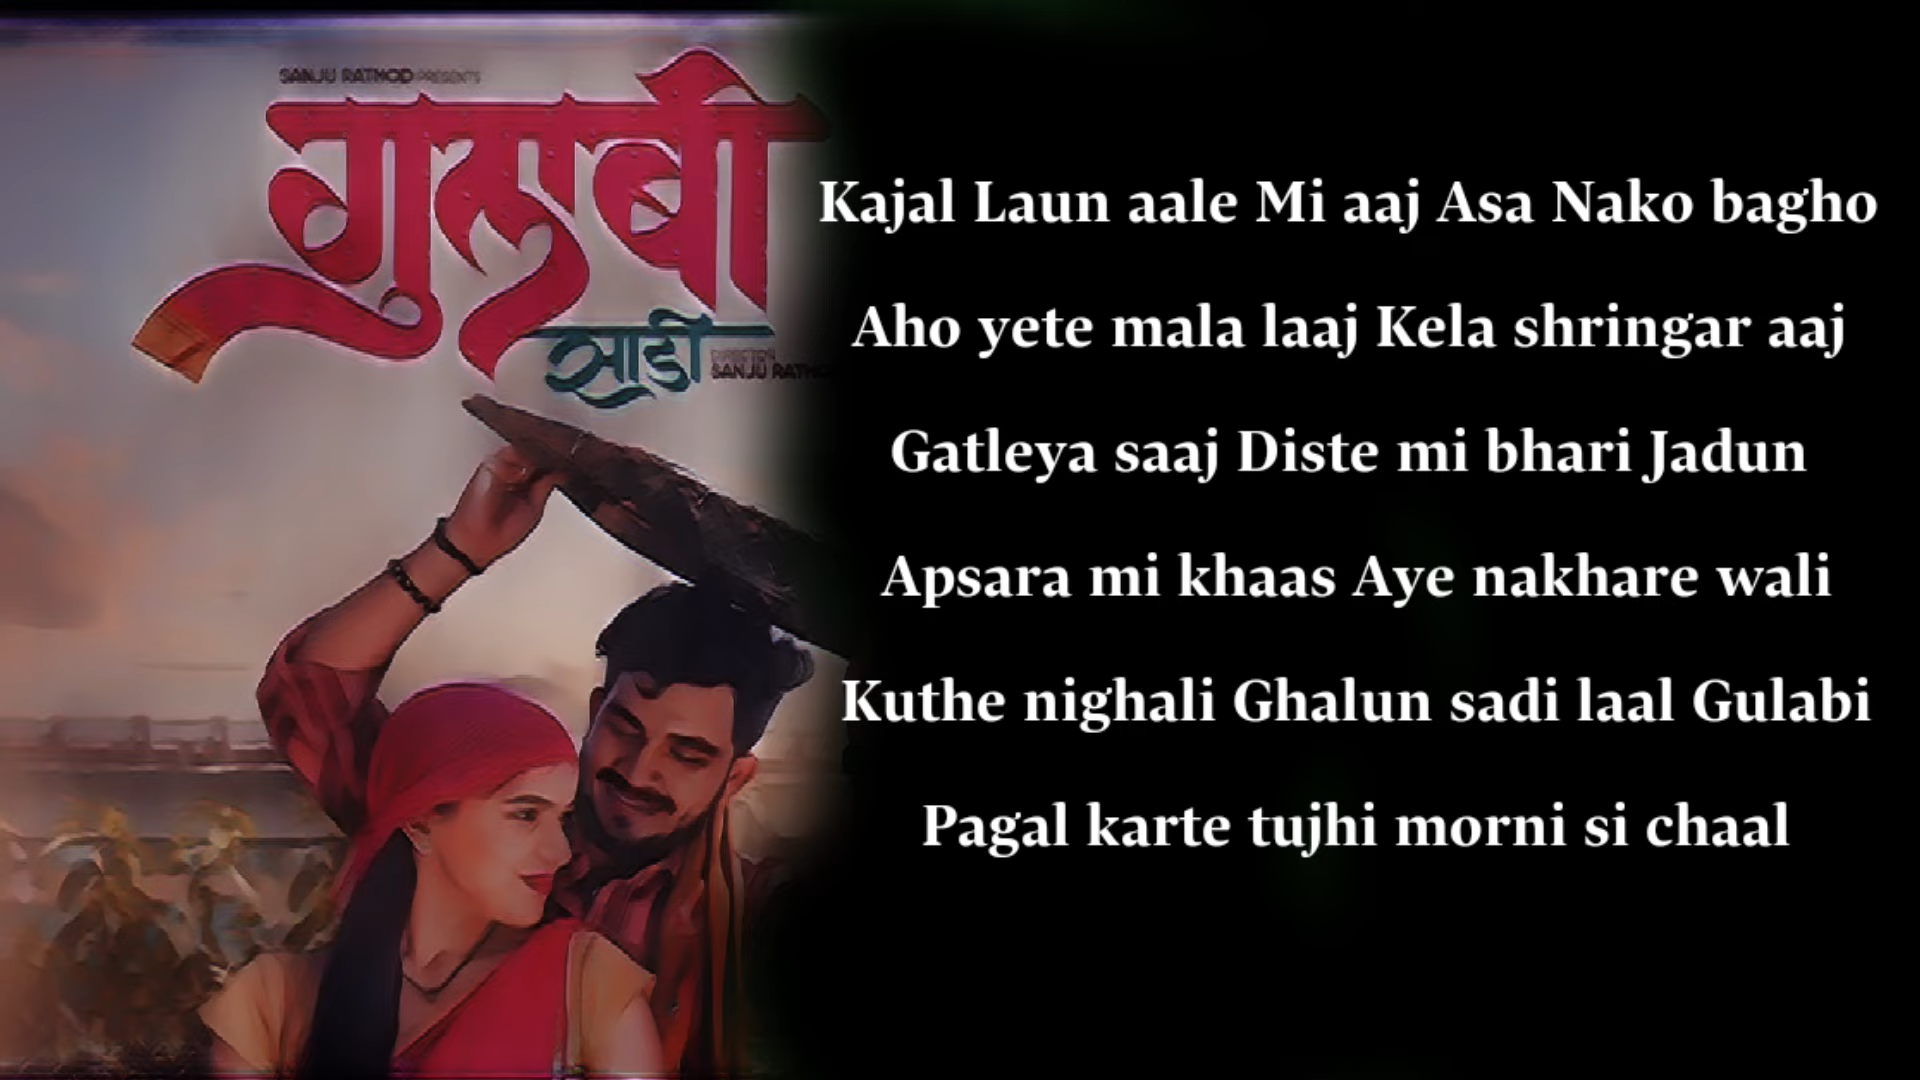 SANJU RATHOD PRESENTS
गुलाबी
साडी
DIRECTOR
SANJU RATHOD
Kajal Laun aale Mi aaj Asa Nako bagho
Aho yete mala laaj Kela shringar aaj
Gatleya saaj Diste mi bhari Jadun
Apsara mi khaas Aye nakhare wali
Kuthe nighali Ghalun sadi laal Gulabi
Pagal karte tujhi morni si chaal